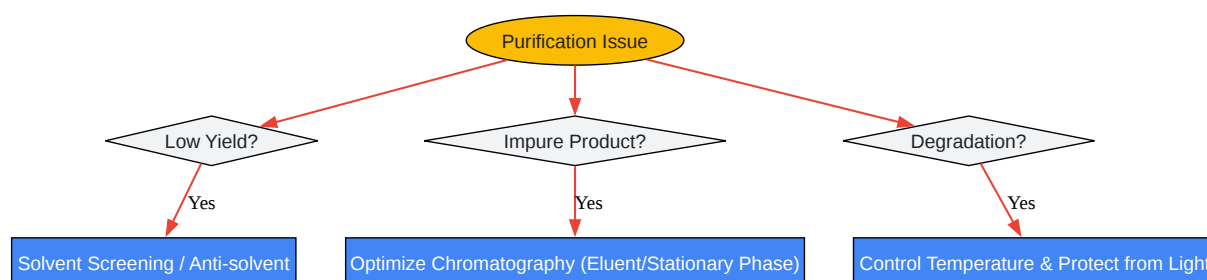 Purification Issue
Low Yield?
Impure Product?
Degradation?
Yes
Yes
Yes
Solvent Screening / Anti-solvent
Optimize Chromatography (Eluent/Stationary Phase)
Control Temperature & Protect from Light